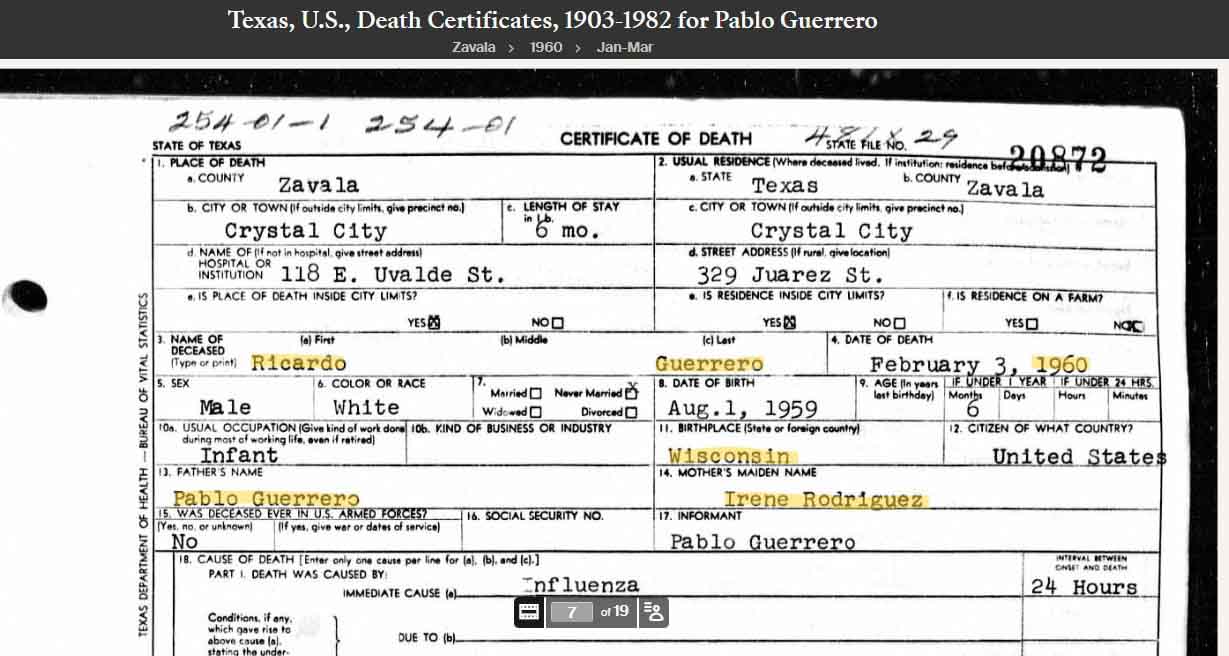 Texas, U.S., Death Certificates, 1903-1982 for Pablo Guerrero
Zavala > 1960 > Jan-Mar
254-01-1 254-01
STATE OF TEXAS
CERTIFICATE OF DEATH
STATE FILE NO. 29
20872
1. PLACE OF DEATH
a. COUNTY Zavala
2. USUAL RESIDENCE (Where deceased lived. If institution: residence before admission)
a. STATE Texas b. COUNTY Zavala
b. CITY OR TOWN (If outside city limits, give precinct no.)
Crystal City
c. LENGTH OF STAY
in 1b.
6 mo.
c. CITY OR TOWN (If outside city limits, give precinct no.)
Crystal City
d. NAME OF (If not in hospital, give street address)
HOSPITAL OR
INSTITUTION 118 E. Uvalde St.
d. STREET ADDRESS (If rural, give location)
329 Juarez St.
e. IS PLACE OF DEATH INSIDE CITY LIMITS?
YES NO
e. IS RESIDENCE INSIDE CITY LIMITS?
YES NO
f. IS RESIDENCE ON A FARM?
YES NO
3. NAME OF
DECEASED
(Type or print)
(a) First
Ricardo
(b) Middle
(c) Last
Guerrero
4. DATE OF DEATH
February 3, 1960
5. SEX
Male
6. COLOR OR RACE
White
7.
Married Never Married
Widowed Divorced
8. DATE OF BIRTH
Aug.1, 1959
9. AGE (In years
last birthday)
IF UNDER 1 YEAR IF UNDER 24 HRS.
Months Days Hours Minutes
6
10a. USUAL OCCUPATION (Give kind of work done
during most of working life, even if retired)
Infant
10b. KIND OF BUSINESS OR INDUSTRY
11. BIRTHPLACE (State or foreign country)
Wisconsin
12. CITIZEN OF WHAT COUNTRY?
United States
13. FATHER'S NAME
Pablo Guerrero
14. MOTHER'S MAIDEN NAME
Irene Rodriguez
15. WAS DECEASED EVER IN U.S. ARMED FORCES?
(Yes, no, or unknown) (If yes, give war or dates of service)
No
16. SOCIAL SECURITY NO.
17. INFORMANT
Pablo Guerrero
18. CAUSE OF DEATH [Enter only one cause per line for (a), (b), and (c).]
PART I. DEATH WAS CAUSED BY:
IMMEDIATE CAUSE (a) Influenza
INTERVAL BETWEEN
ONSET AND DEATH
24 Hours
Conditions, if any,
which gave rise to
above cause (a),
stating the under-
DUE TO (b)
7 of 19
TEXAS DEPARTMENT OF HEALTH — BUREAU OF VITAL STATISTICS